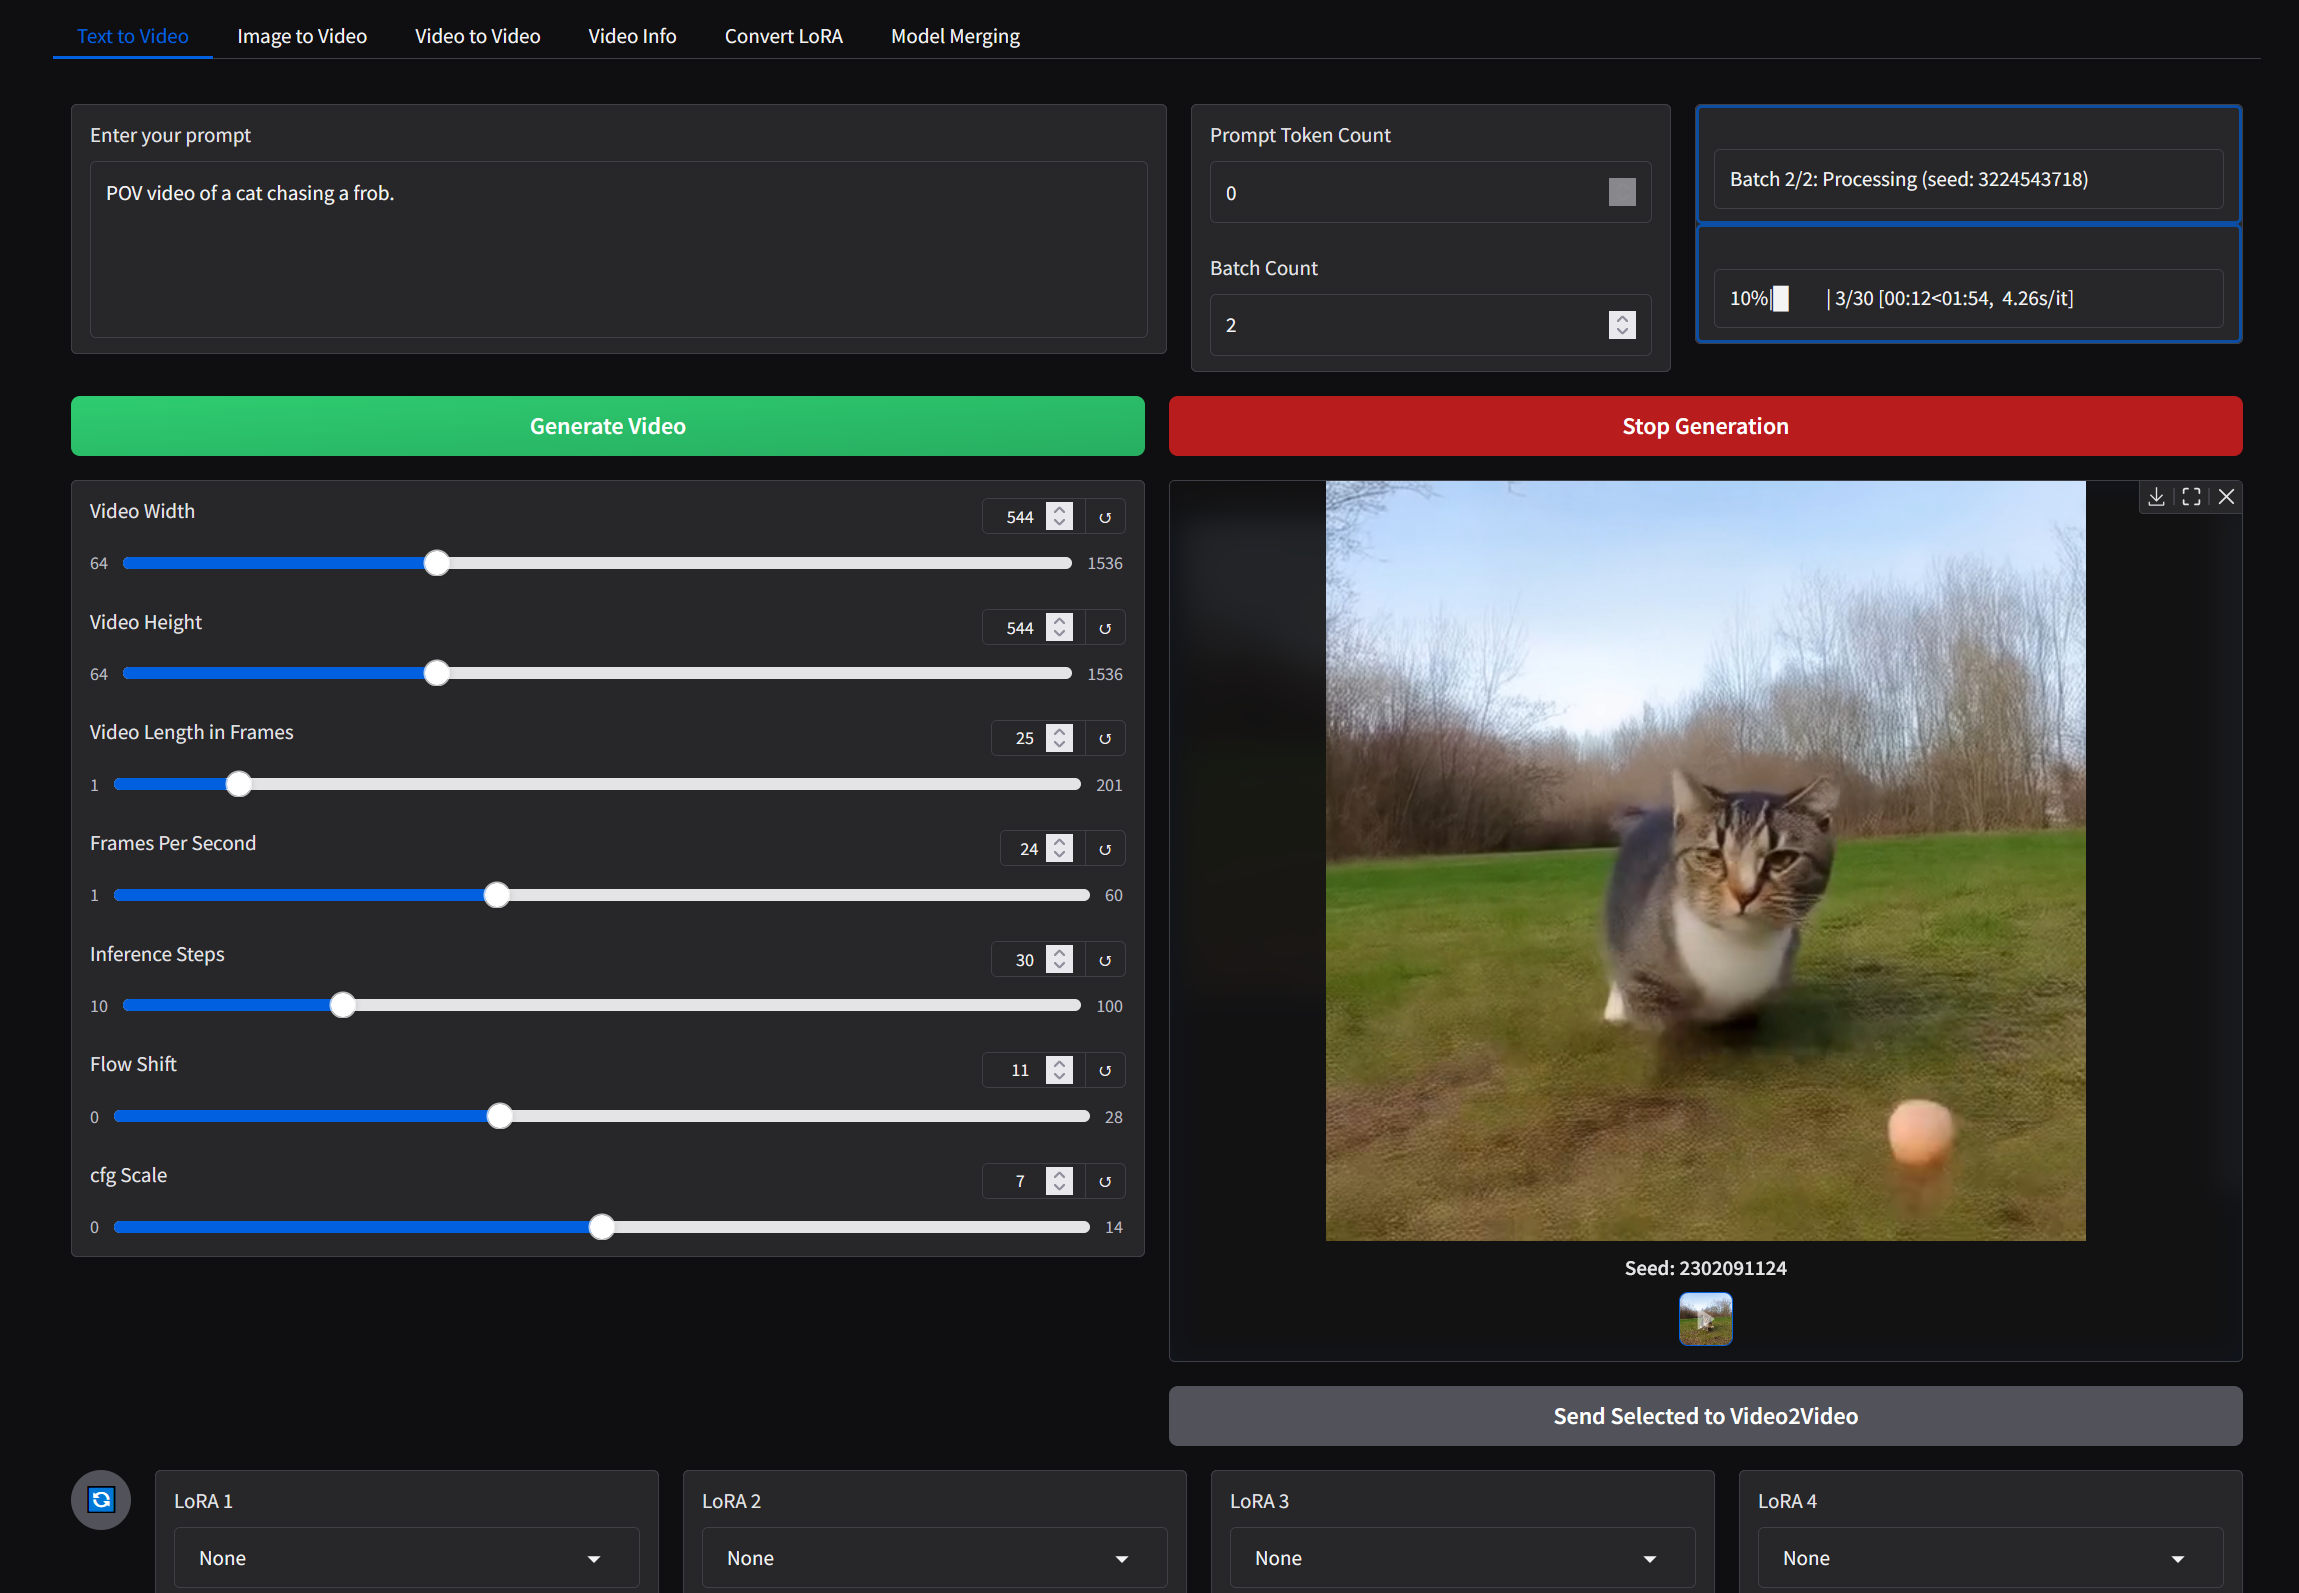 Text to Video
Image to Video
Video to Video
Video Info
Convert LoRA
Model Merging
Enter your prompt
POV video of a cat chasing a frob.
Prompt Token Count
0
Batch Count
2
Batch 2/2: Processing (seed: 3224543718)
10%|█ | 3/30 [00:12<01:54, 4.26s/it]
Generate Video
Stop Generation
Video Width
544
64
1536
Video Height
544
64
1536
Video Length in Frames
25
1
201
Frames Per Second
24
1
60
Inference Steps
30
10
100
Flow Shift
11
0
28
cfg Scale
7
0
14
Seed: 2302091124
Send Selected to Video2Video
LoRA 1
None
LoRA 2
None
LoRA 3
None
LoRA 4
None